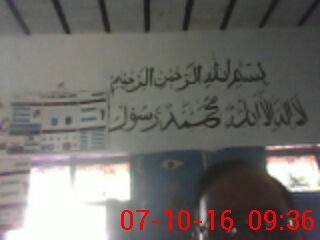 بسم الله الرحمن الرحيم
لا اله الا الله محمد رسول
07-10-16 09:36